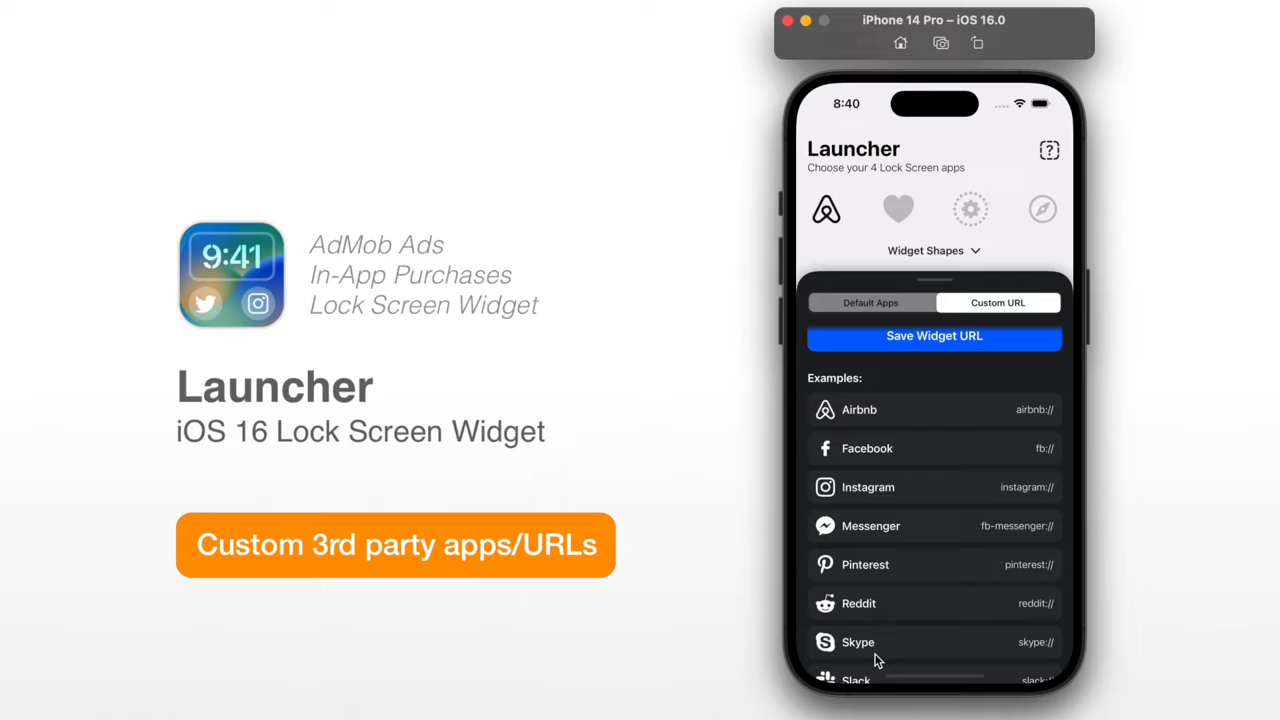 iPhone 14 Pro – iOS 16.0
8:40
Launcher
Choose your 4 Lock Screen apps
Widget Shapes
Default Apps
Custom URL
Save Widget URL
Examples:
Airbnb airbnb://
Facebook fb://
Instagram instagram://
Messenger fb-messenger://
Pinterest pinterest://
Reddit reddit://
Skype skype://
Slack slack://
9:41
AdMob Ads
In-App Purchases
Lock Screen Widget
Launcher
iOS 16 Lock Screen Widget
Custom 3rd party apps/URLs